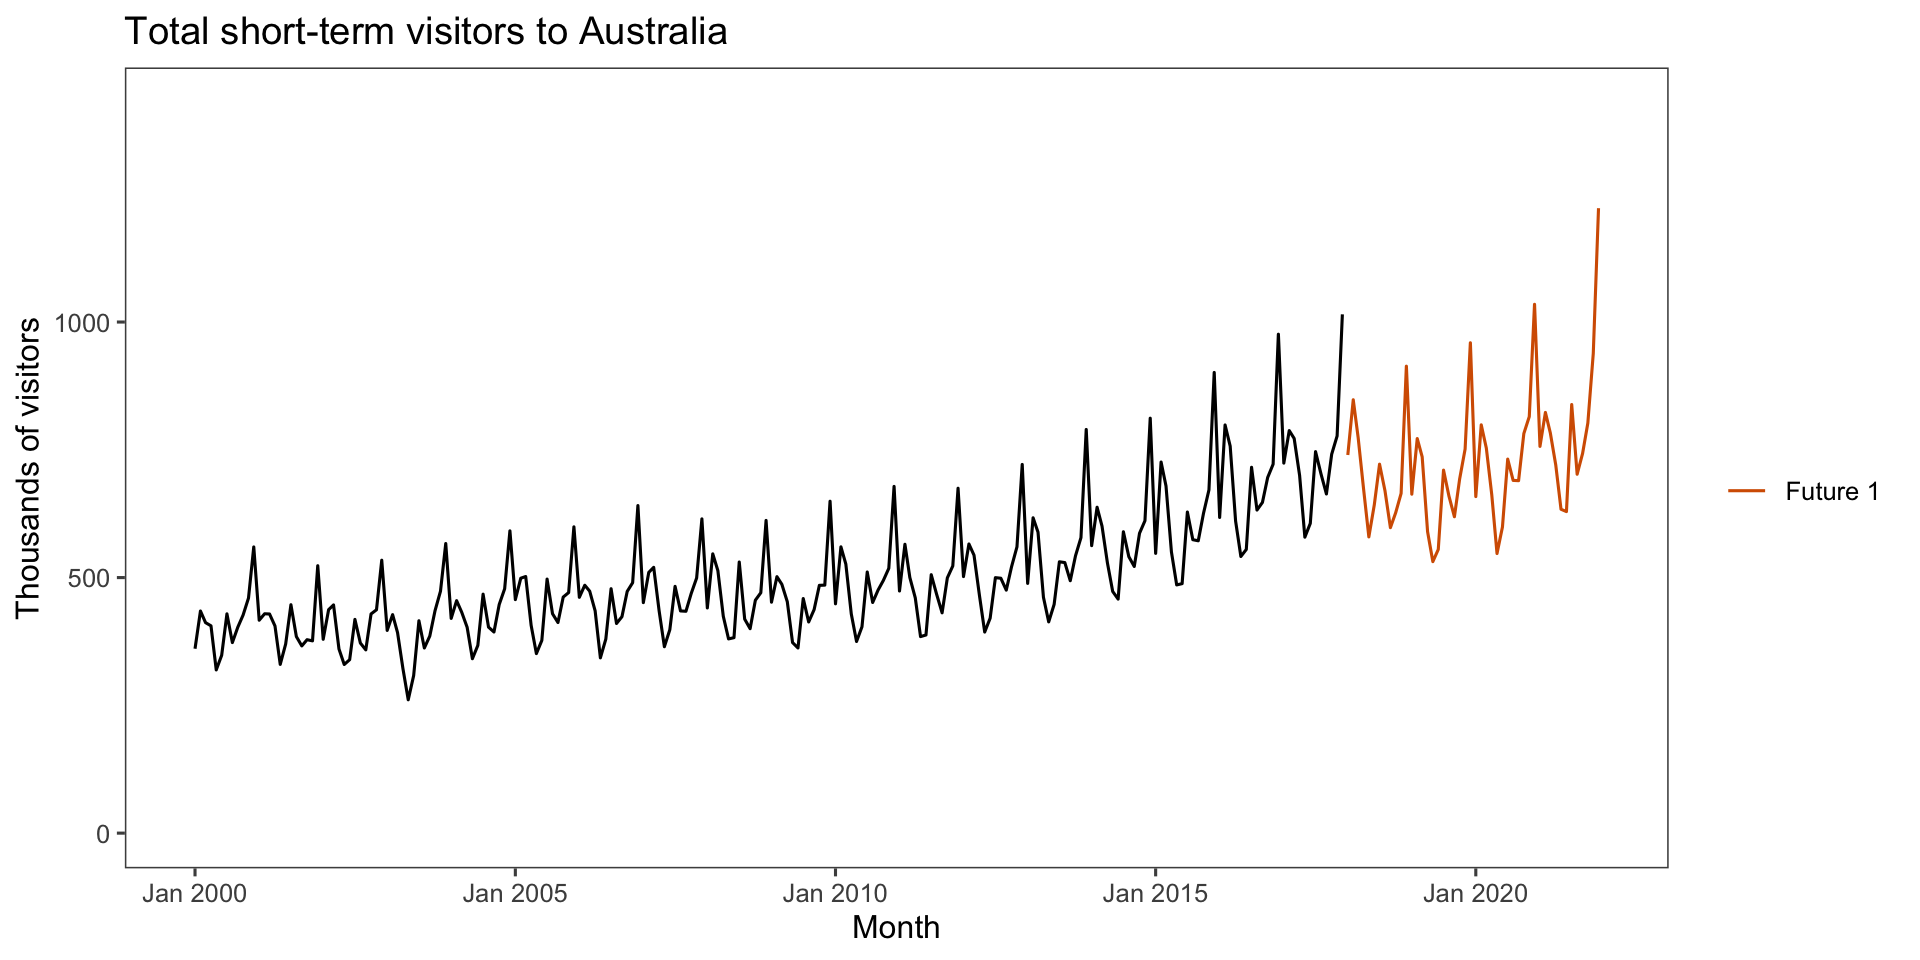 Total short-term visitors to Australia
Thousands of visitors
1000
500
0
Jan 2000
Jan 2005
Jan 2010
Jan 2015
Jan 2020
Month
Future 1